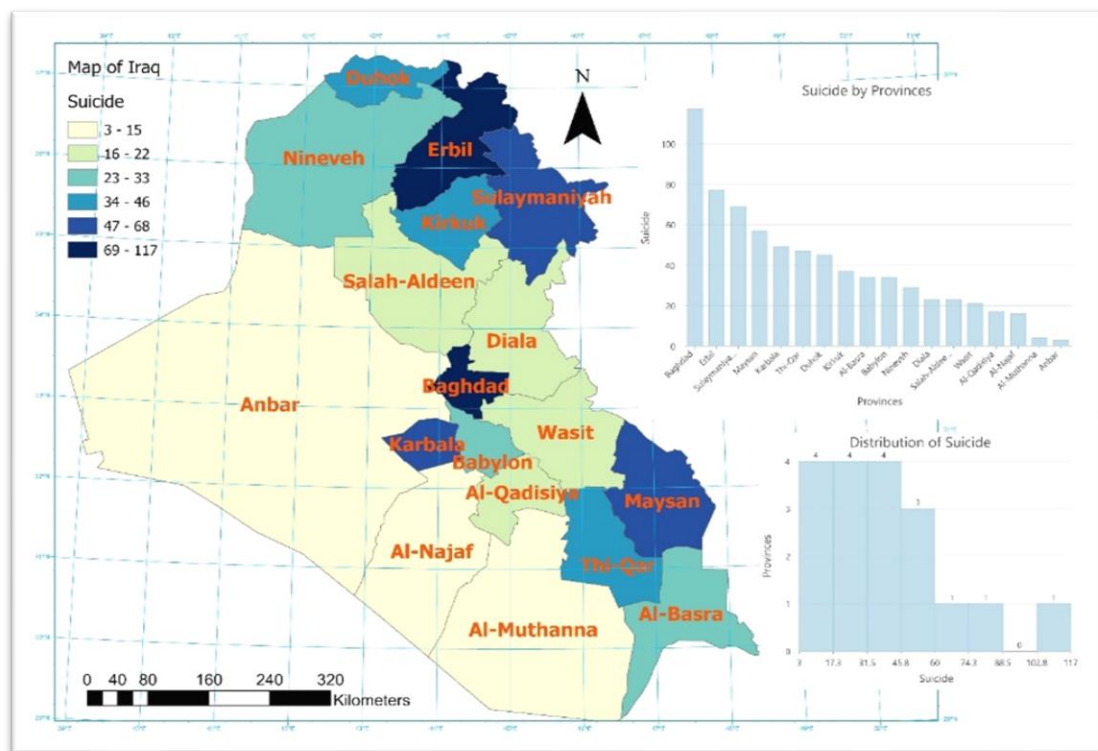 Map of Iraq
Suicide
3 - 15
16 - 22
23 - 33
34 - 46
47 - 68
69 - 117
N
Duhok
Nineveh
Erbil
Sulaymaniyah
Kirkuk
Salah-Aldeen
Diala
Baghdad
Anbar
Wasit
Karbala
Babylon
Al-Qadisiya
Maysan
Al-Najaf
Thi-Qar
Al-Basra
Al-Muthanna
0 40 80 160 240 320
Kilometers
Suicide by Provinces
Suicide
100
80
60
40
20
0
Baghdad
Erbil
Sulaymaniye...
Maysan
Karbala
Thi-Qar
Duhok
Kirkuk
Al-Basra
Babylon
Nineveh
Diala
Salah-Aldee...
Wasit
Al-Qadisiya
Al-Najaf
Al-Muthanna
Anbar
Provinces
Distribution of Suicide
4 4 4
3
1 1 0 1
Provinces
4
3
2
1
0
3 17.3 31.5 45.8 60 74.3 88.5 102.8 117
Suicide